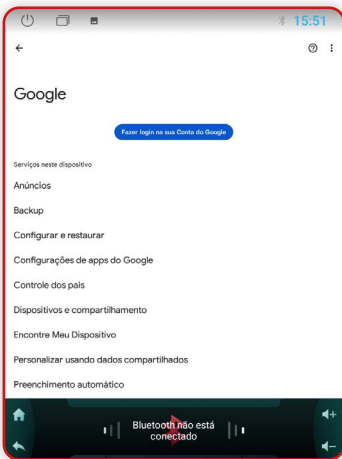 15:51
Google
Fazer login na sua Conta do Google
Serviços neste dispositivo
Anúncios
Backup
Configurar e restaurar
Configurações de apps do Google
Controle dos pais
Dispositivos e compartilhamento
Encontre Meu Dispositivo
Personalizar usando dados compartilhados
Preenchimento automático
Bluetooth não está
conectado